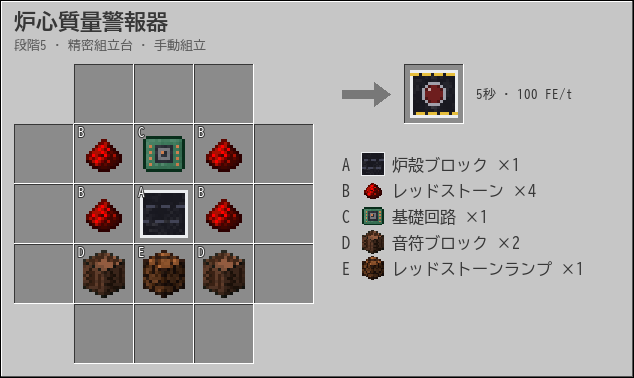 炉心質量警報器
段階5 · 精密組立台 · 手動組立
5秒 · 100 FE/t
B
C
B
B
A
B
D
E
D
A 炉殻ブロック ×1
B レッドストーン ×4
C 基礎回路 ×1
D 音符ブロック ×2
E レッドストーンランプ ×1